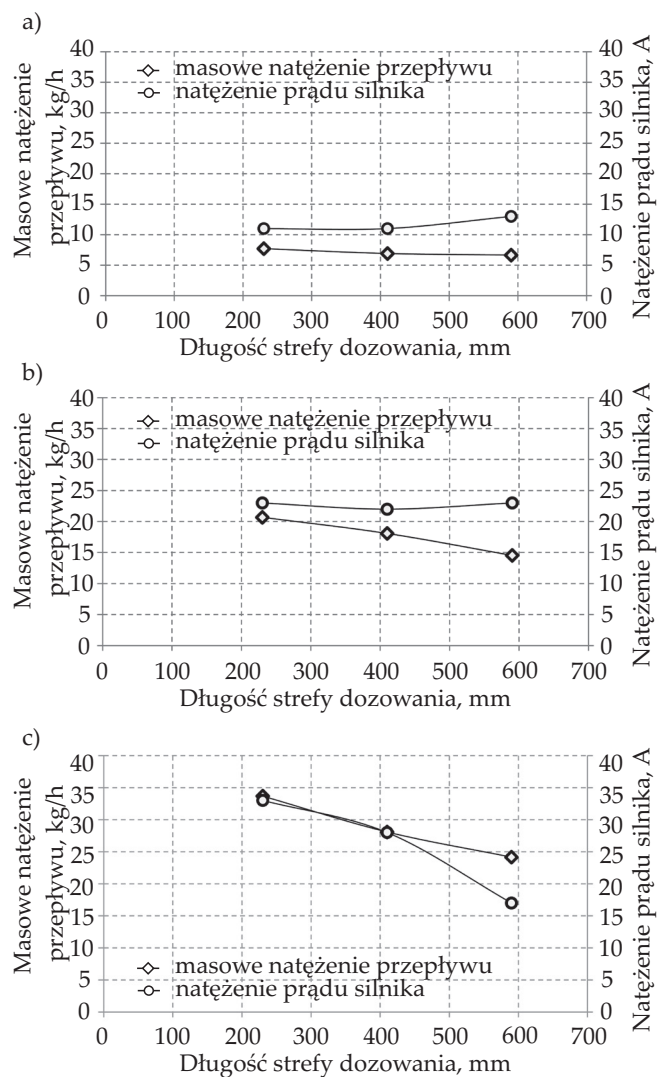 a)
Masowe natężenie
przepływu, kg/h
40
35
30
25
20
15
10
5
0
masowe natężenie przepływu
natężenie prądu silnika
40
35
30
25
20
15
10
5
0
Natężenie prądu silnika, A
0 100 200 300 400 500 600 700
Długość strefy dozowania, mm
b)
Masowe natężenie
przepływu, kg/h
40
35
30
25
20
15
10
5
0
masowe natężenie przepływu
natężenie prądu silnika
40
35
30
25
20
15
10
5
0
Natężenie prądu silnika, A
0 100 200 300 400 500 600 700
Długość strefy dozowania, mm
c)
Masowe natężenie
przepływu, kg/h
40
35
30
25
20
15
10
5
0
masowe natężenie przepływu
natężenie prądu silnika
40
35
30
25
20
15
10
5
0
Natężenie prądu silnika, A
0 100 200 300 400 500 600 700
Długość strefy dozowania, mm